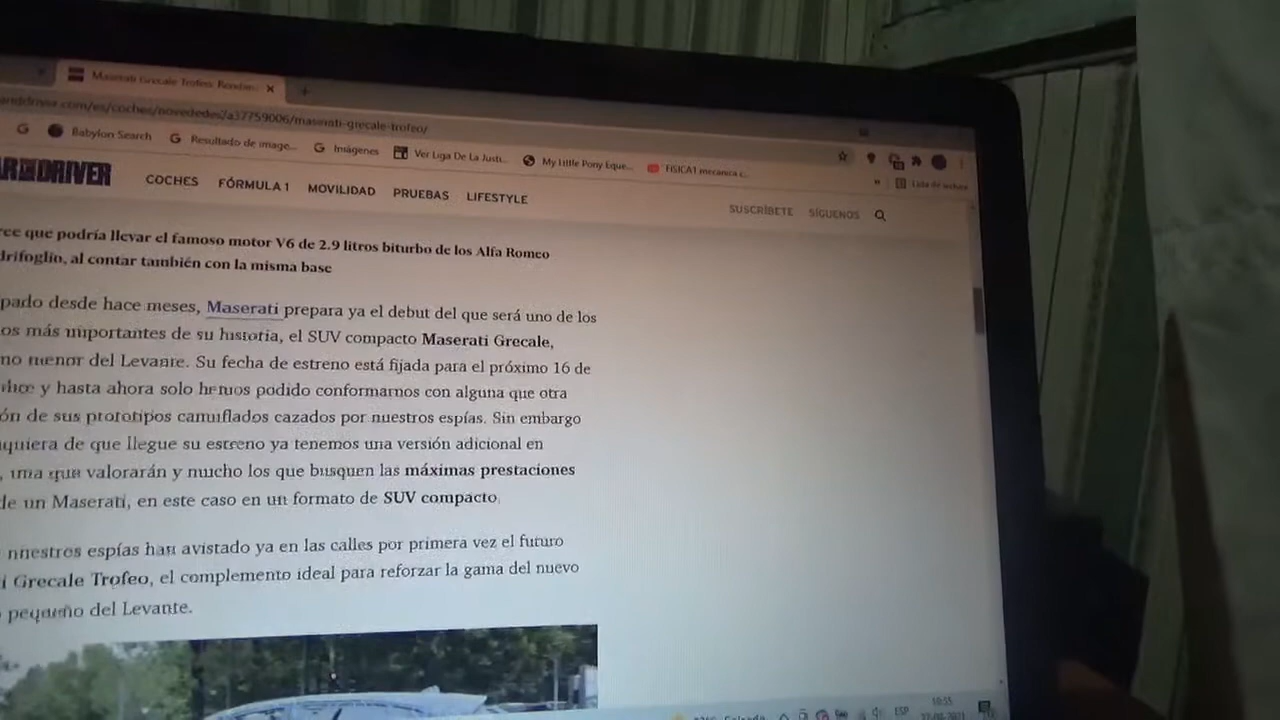 Maserati Grecale Trofeo: Render
anddriver.com/es/coches/novedades/a37759006/maserati-grecale-trofeo/
Babylon Search
Resultado de image...
Imágenes
Ver Liga De La Justi...
My Little Pony Eque...
FISICA1 mecanica c...
Lista de lectura
AR DRIVER
COCHES FÓRMULA 1 MOVILIDAD PRUEBAS LIFESTYLE
SUSCRÍBETE SÍGUENOS
ree que podría llevar el famoso motor V6 de 2.9 litros biturbo de los Alfa Romeo
drifoglio, al contar también con la misma base
pado desde hace meses, Maserati prepara ya el debut del que será uno de los
os más importantes de su historia, el SUV compacto Maserati Grecale,
no menor del Levante. Su fecha de estreno está fijada para el próximo 16 de
y hasta ahora solo hemos podido conformarnos con alguna que otra
ón de sus prototipos camuflados cazados por nuestros espías. Sin embargo
quiera de que llegue su estreno ya tenemos una versión adicional en
, una que valorarán y mucho los que busquen las máximas prestaciones
de un Maserati, en este caso en un formato de SUV compacto.
nuestros espías han avistado ya en las calles por primera vez el futuro
i Grecale Trofeo, el complemento ideal para reforzar la gama del nuevo
pequeño del Levante.
ESP
10:55